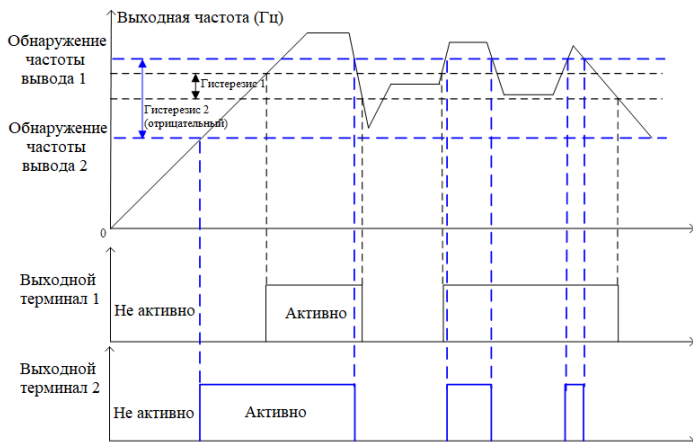 Выходная частота (Гц)
Обнаружение
частоты
вывода 1
Гистерезис 1
Гистерезис 2
(отрицательный)
Обнаружение
частоты
вывода 2
0
Выходной
терминал 1
Не активно
Активно
Выходной
терминал 2
Не активно
Активно